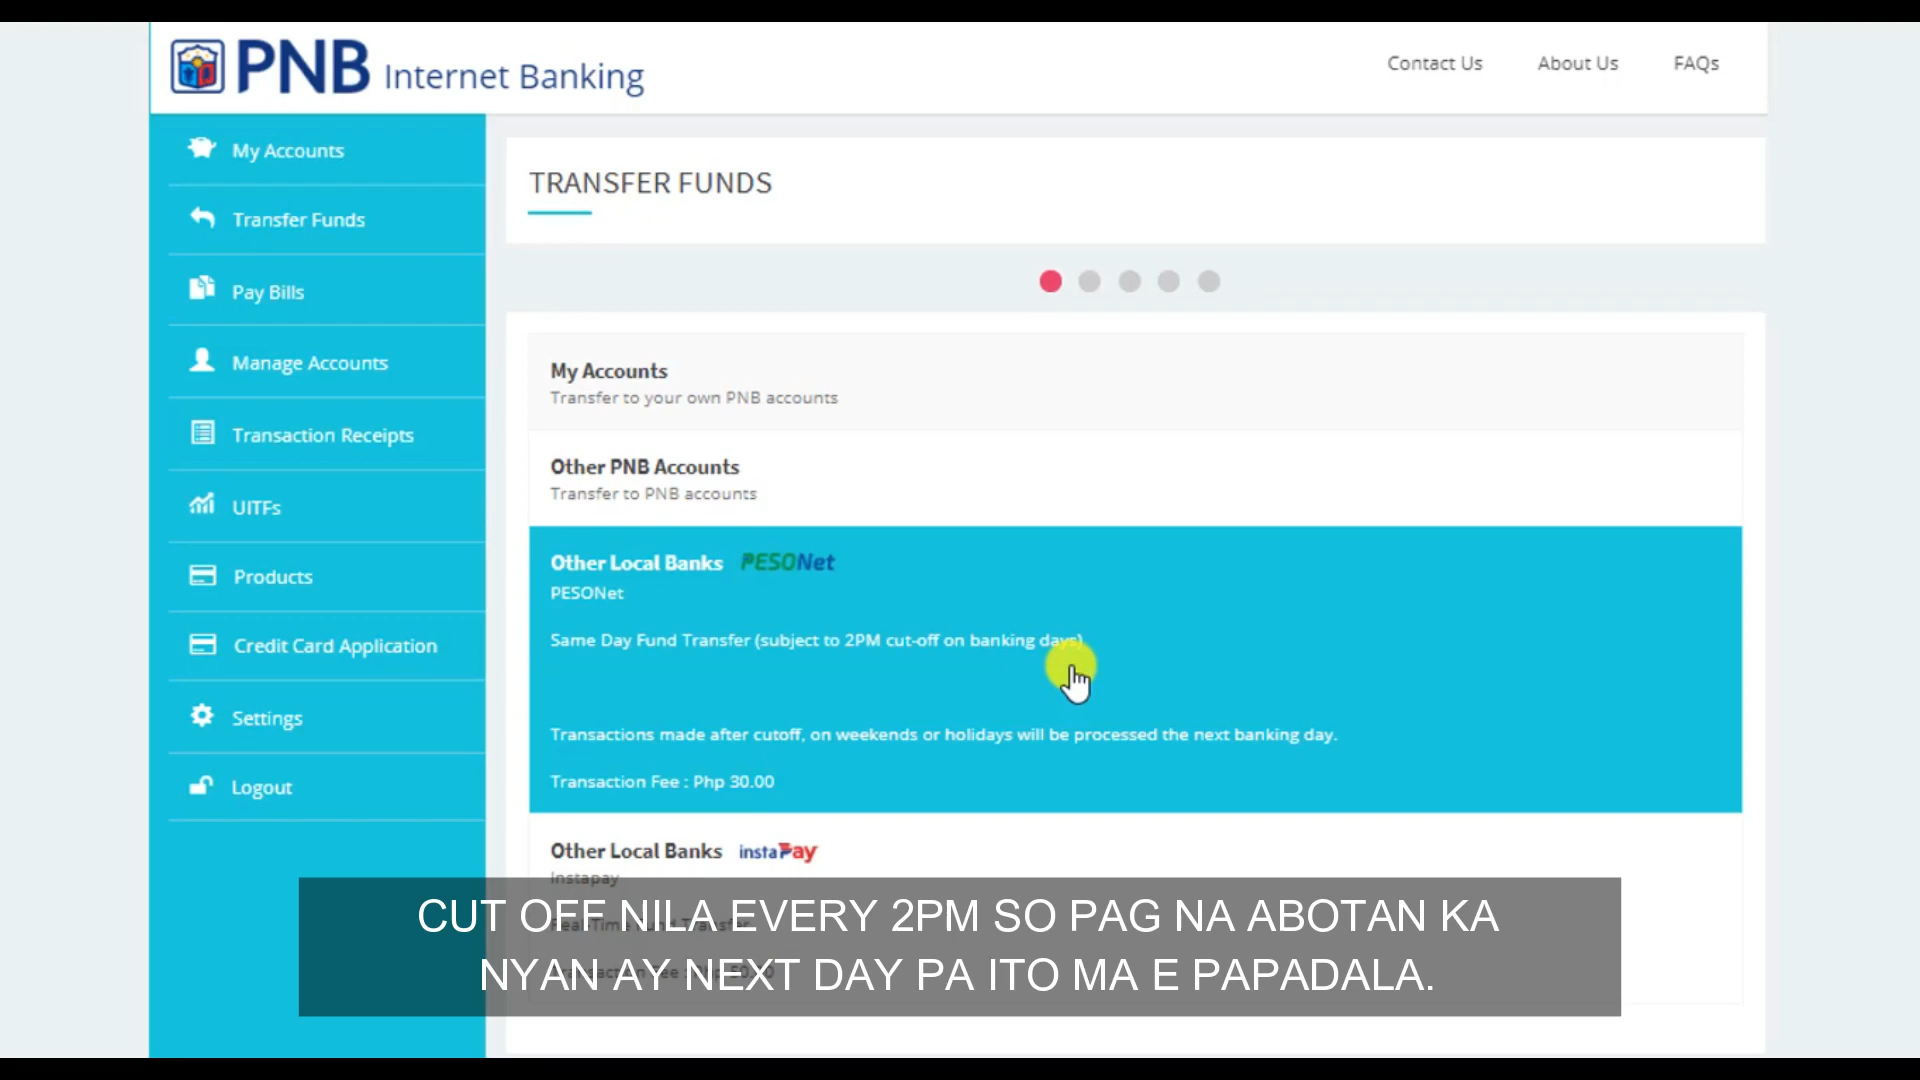 PNB Internet Banking
Contact Us
About Us
FAQs
My Accounts
Transfer Funds
Pay Bills
Manage Accounts
Transaction Receipts
UITFs
Products
Credit Card Application
Settings
Logout
TRANSFER FUNDS
My Accounts
Transfer to your own PNB accounts
Other PNB Accounts
Transfer to PNB accounts
Other Local Banks PESONet
PESONet
Same Day Fund Transfer (subject to 2PM cut-off on banking days)
Transactions made after cutoff, on weekends or holidays will be processed the next banking day.
Transaction Fee : Php 30.00
Other Local Banks instaPay
Instapay
CUT OFF NILA EVERY 2PM SO PAG NA ABOTAN KA
NYAN AY NEXT DAY PA ITO MA E PAPADALA.